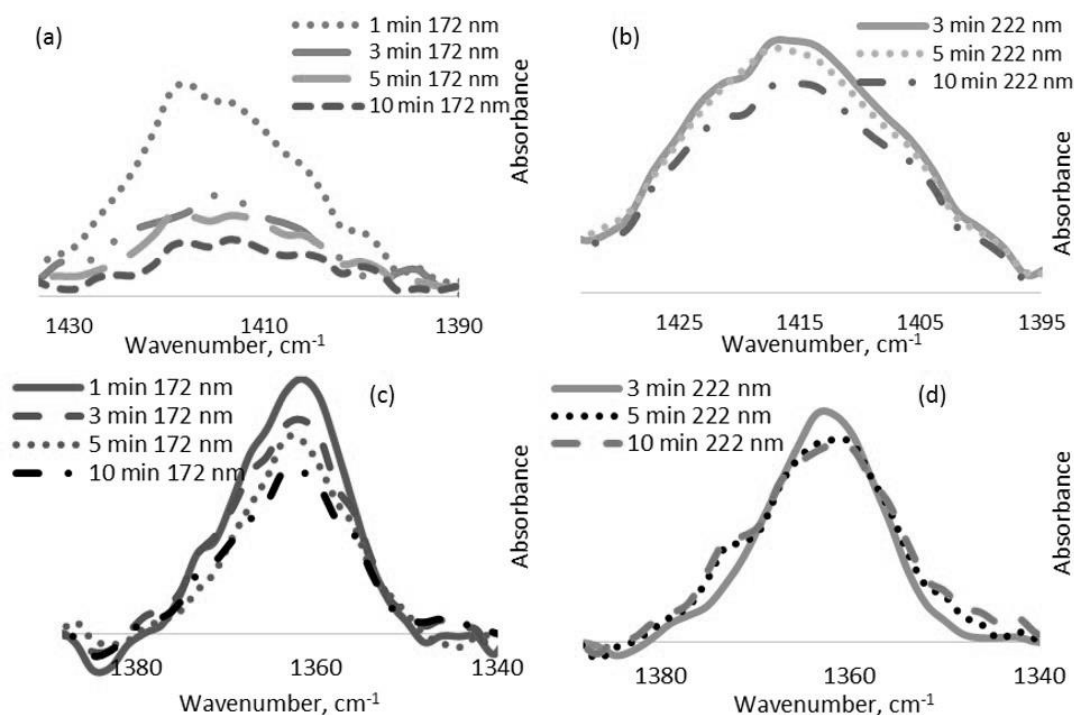 (a)
1 min 172 nm
3 min 172 nm
5 min 172 nm
10 min 172 nm
Absorbance
1430 1410 1390
Wavenumber, cm⁻¹
(b)
3 min 222 nm
5 min 222 nm
10 min 222 nm
Absorbance
1425 1415 1405 1395
Wavenumber, cm⁻¹
1 min 172 nm
3 min 172 nm
5 min 172 nm
10 min 172 nm
(c)
Absorbance
1380 1360 1340
Wavenumber, cm⁻¹
3 min 222 nm
5 min 222 nm
10 min 222 nm
(d)
Absorbance
1380 1360 1340
Wavenumber, cm⁻¹